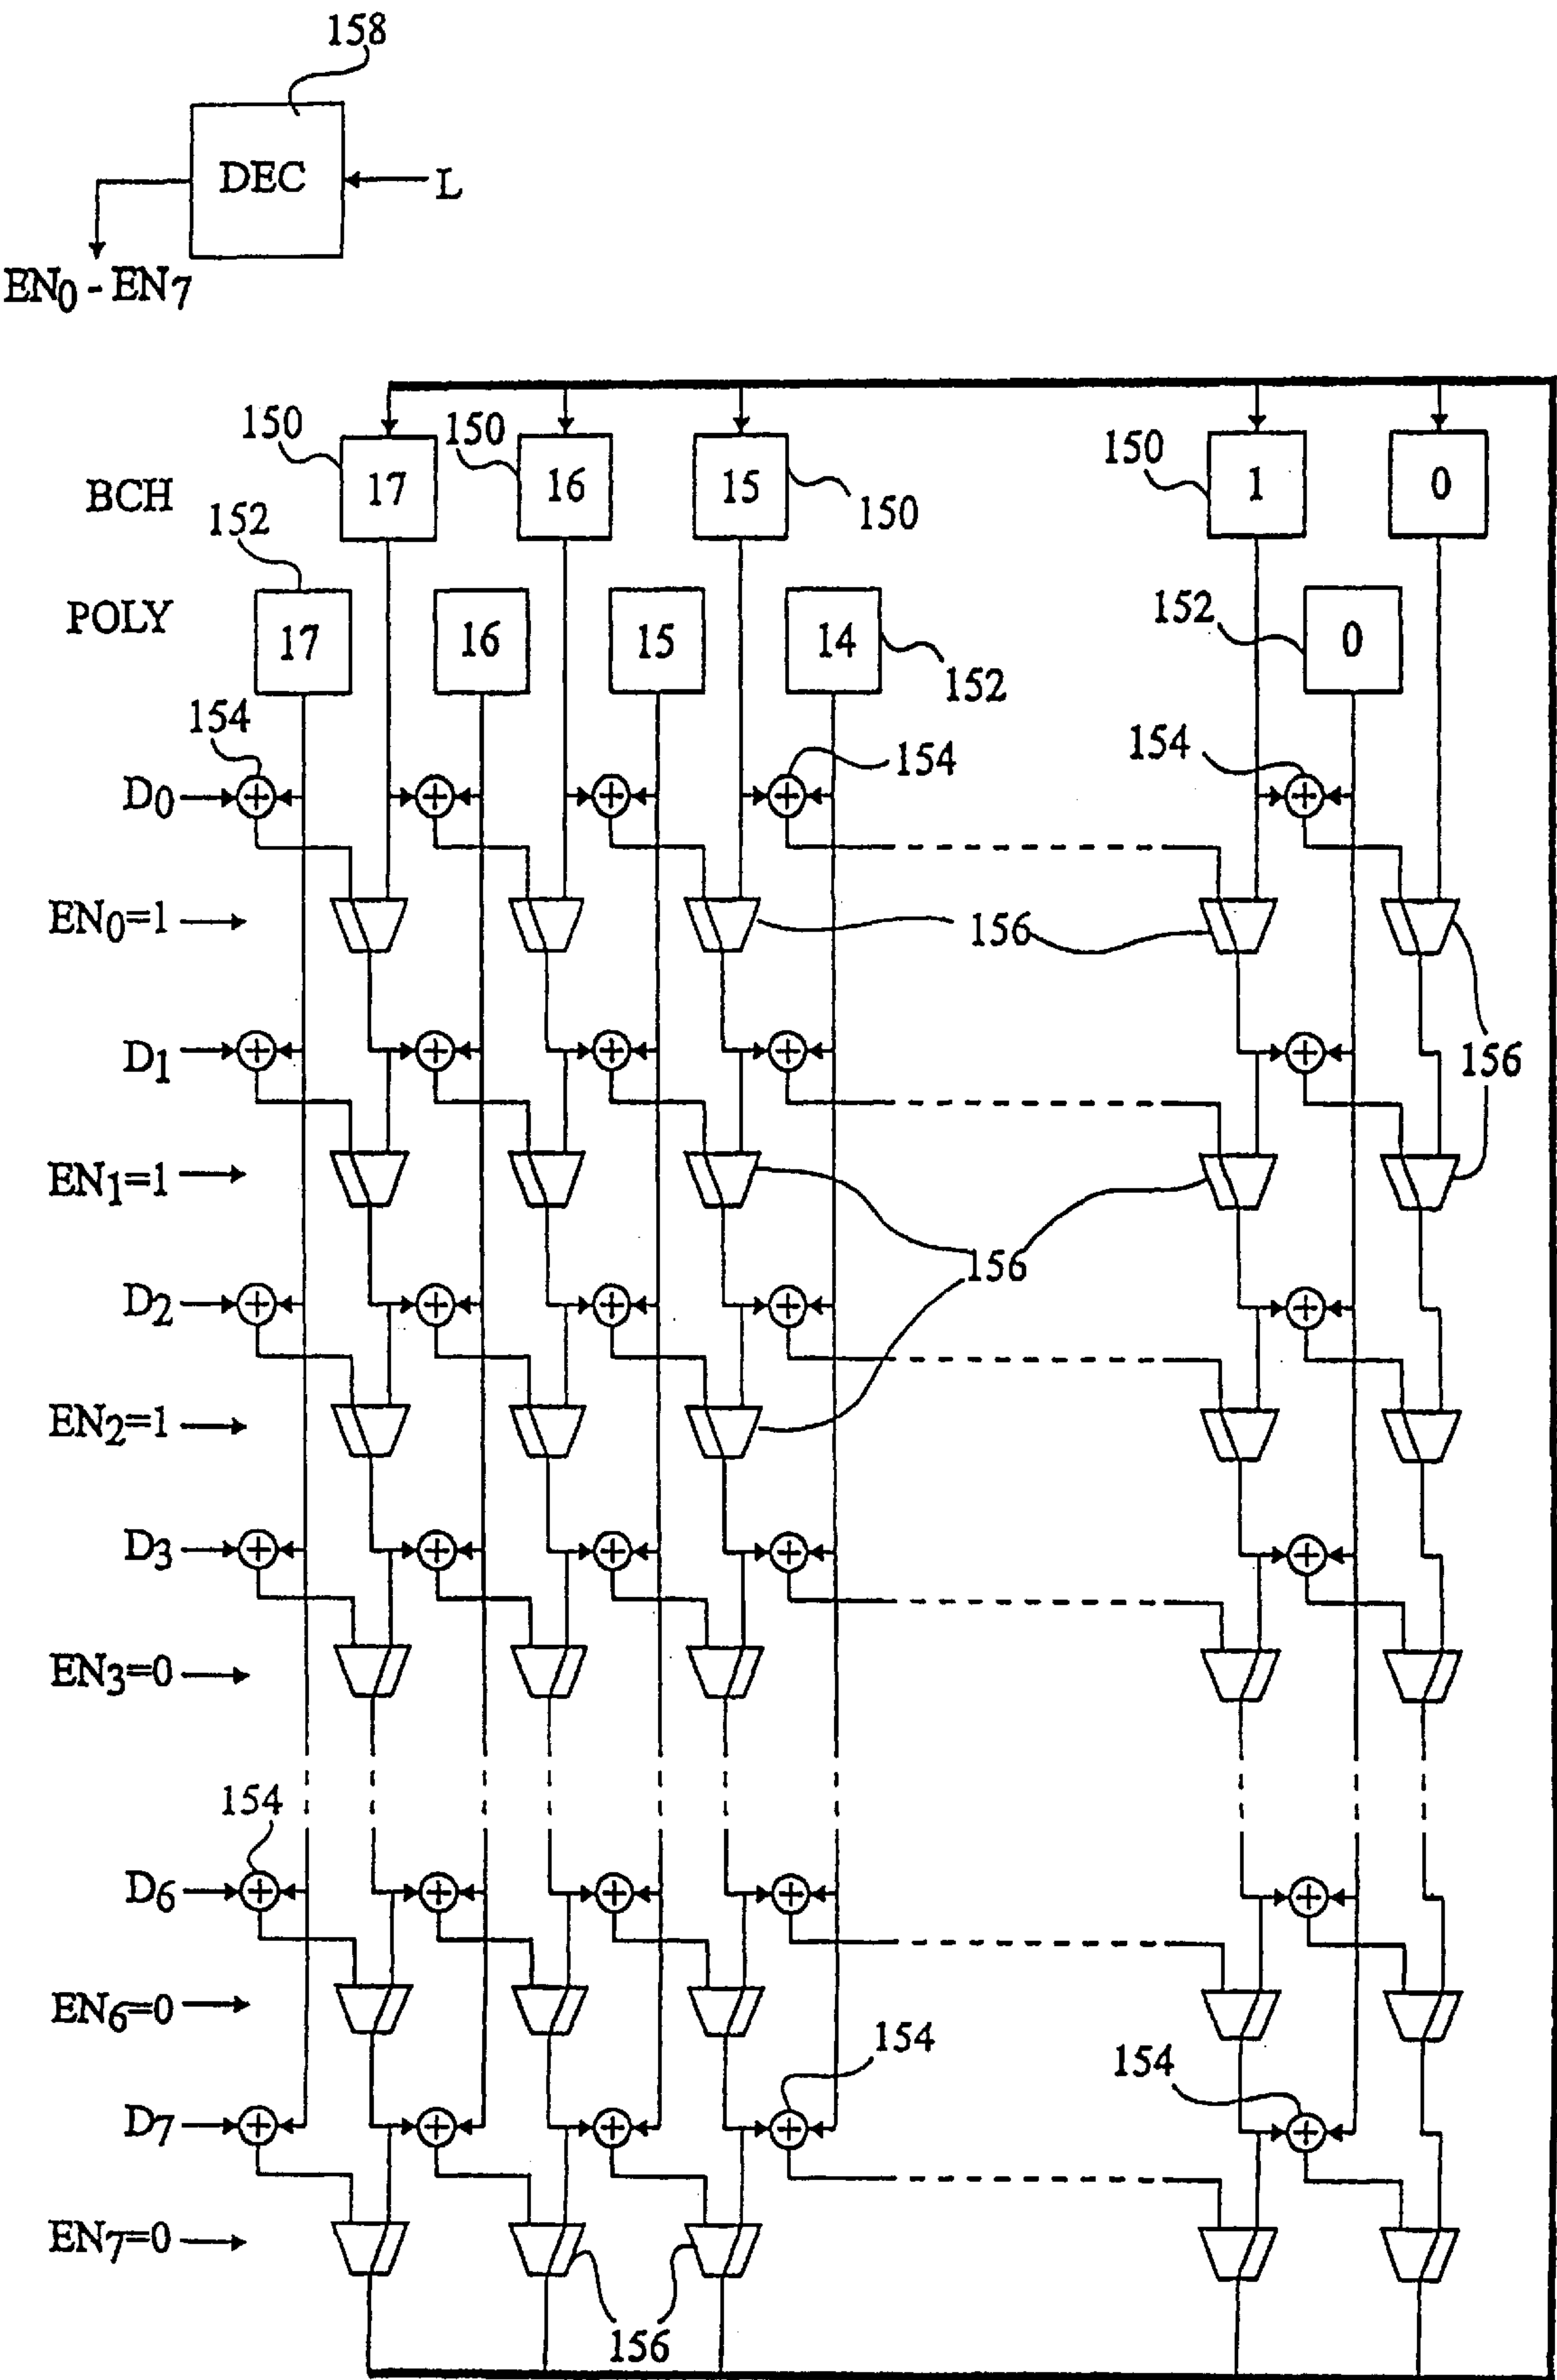 158
DEC
L
EN0 - EN7
150 150
BCH 17 16 15 150 150 1 0
152
POLY 17 16 15 14 152 152 0
154
D0 154 154
EN0=1 156
D1 156
EN1=1
156
D2
EN2=1
D3
EN3=0
154
D6
EN6=0
154 154
D7
EN7=0
156